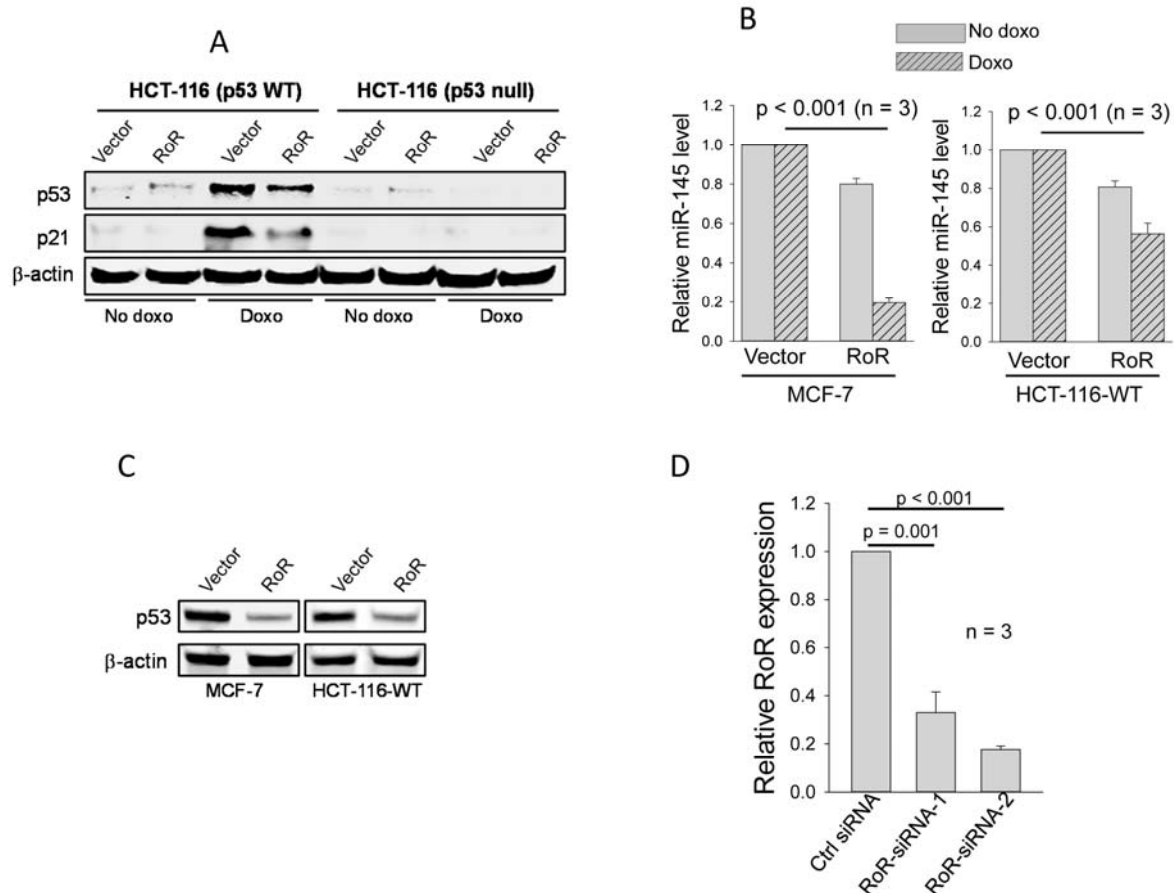 A
HCT-116 (p53 WT) HCT-116 (p53 null)
Vector RoR Vector RoR Vector RoR Vector RoR
p53
p21
β-actin
No doxo Doxo No doxo Doxo
B
No doxo
Doxo
p < 0.001 (n = 3)
Relative miR-145 level
1.2
1.0
0.8
0.6
0.4
0.2
0.0
Vector RoR
MCF-7
p < 0.001 (n = 3)
Relative miR-145 level
1.2
1.0
0.8
0.6
0.4
0.2
0.0
Vector RoR
HCT-116-WT
C
Vector RoR Vector RoR
p53
β-actin
MCF-7 HCT-116-WT
D
Relative RoR expression
1.2
1.0
0.8
0.6
0.4
0.2
0.0
p < 0.001
p = 0.001
n = 3
Ctrl siRNA
RoR-siRNA-1
RoR-siRNA-2